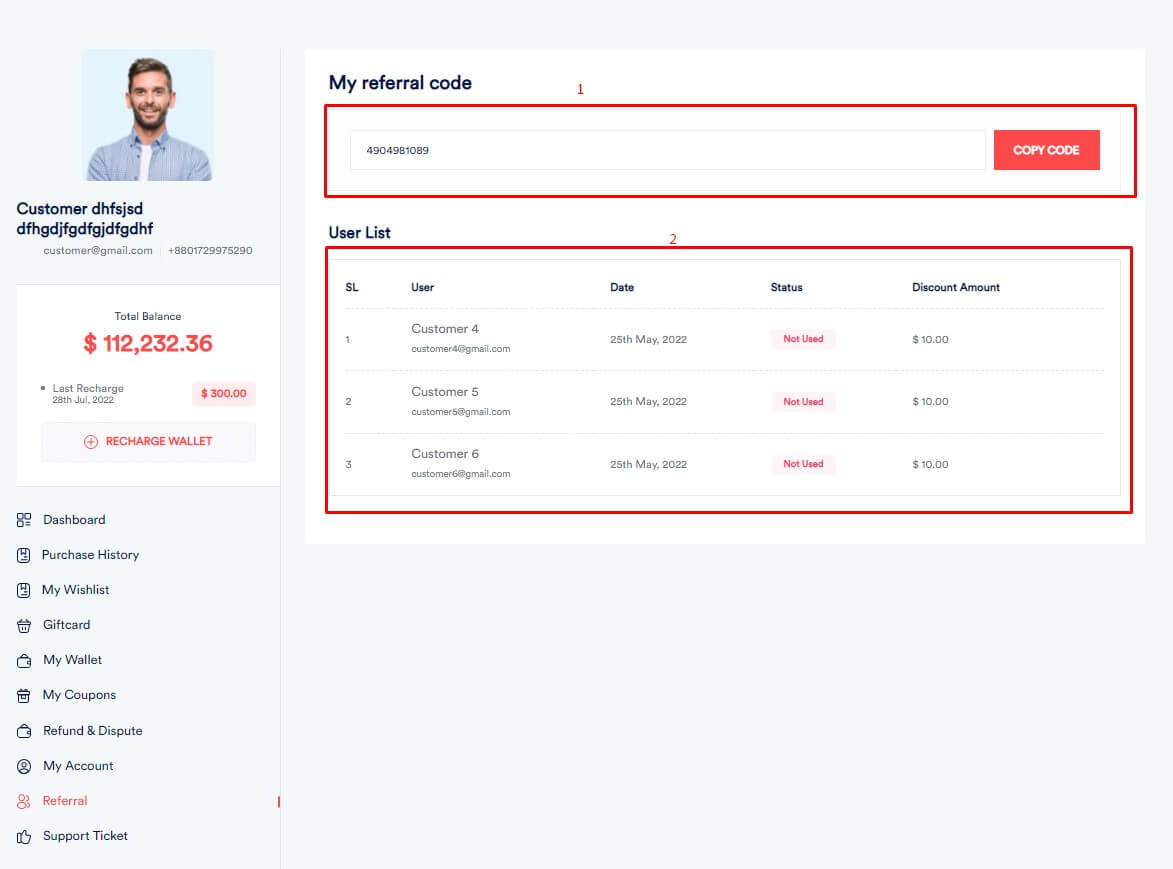 Customer dhfsjsd
dfhgdjfgdfgjdfgdhf
customer@gmail.com | +8801729975290
Total Balance
$ 112,232.36
Last Recharge
28th Jul, 2022
$ 300.00
RECHARGE WALLET
Dashboard
Purchase History
My Wishlist
Giftcard
My Wallet
My Coupons
Refund & Dispute
My Account
Referral
Support Ticket
My referral code
1
4904981089 COPY CODE
User List
2
SL User Date Status Discount Amount
1 Customer 4 25th May, 2022 Not Used $ 10.00
customer4@gmail.com
2 Customer 5 25th May, 2022 Not Used $ 10.00
customer5@gmail.com
3 Customer 6 25th May, 2022 Not Used $ 10.00
customer6@gmail.com